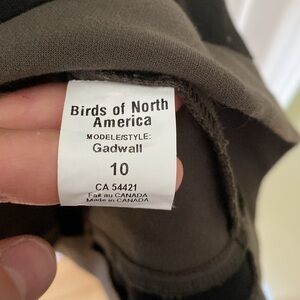 Birds of North
America
MODELE/STYLE:
Gadwall
10
CA 54421
Fait au CANADA
Made in CANADA